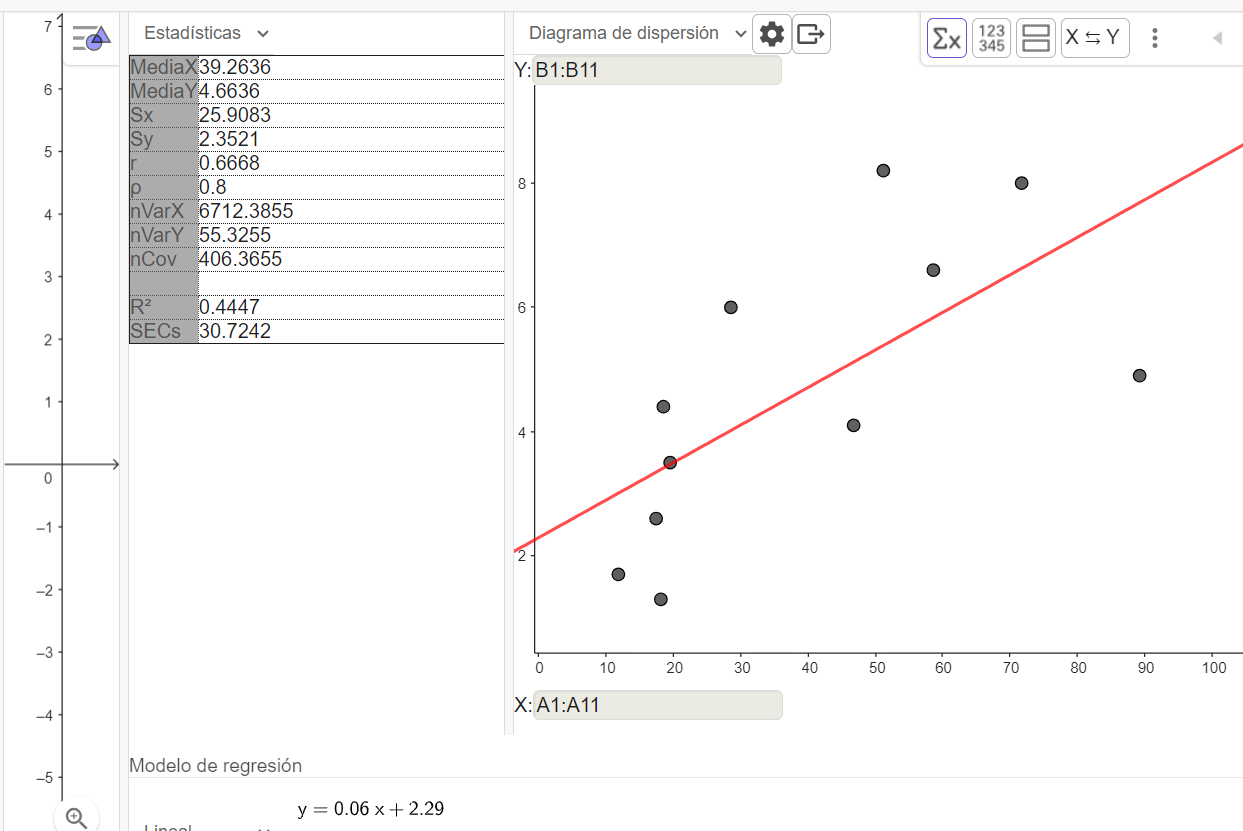 Estadísticas
MediaX 39.2636
MediaY 4.6636
Sx 25.9083
Sy 2.3521
r 0.6668
ρ 0.8
nVarX 6712.3855
nVarY 55.3255
nCov 406.3655
R² 0.4447
SECs 30.7242
Diagrama de dispersión
Σx
123
345
X ⇆ Y
Y: B1:B11
8
6
4
2
0 10 20 30 40 50 60 70 80 90 100
X: A1:A11
7
6
5
4
3
2
1
0
−1
−2
−3
−4
−5
Modelo de regresión
y = 0.06 x + 2.29
Lineal